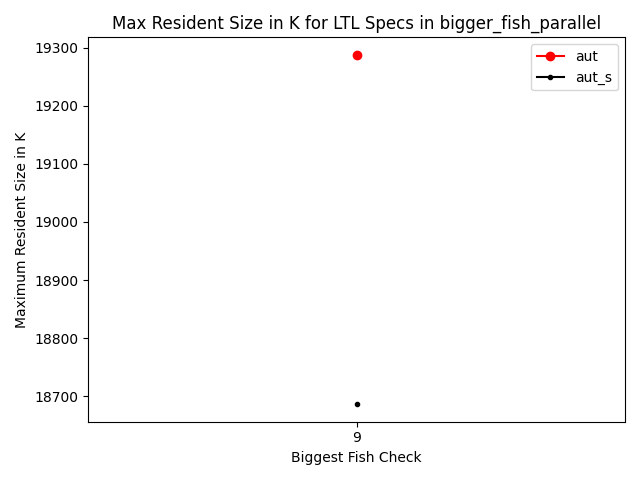 Max Resident Size in K for LTL Specs in bigger_fish_parallel
19300
19200
19100
19000
18900
18800
18700
Maximum Resident Size in K
aut
aut_s
9
Biggest Fish Check